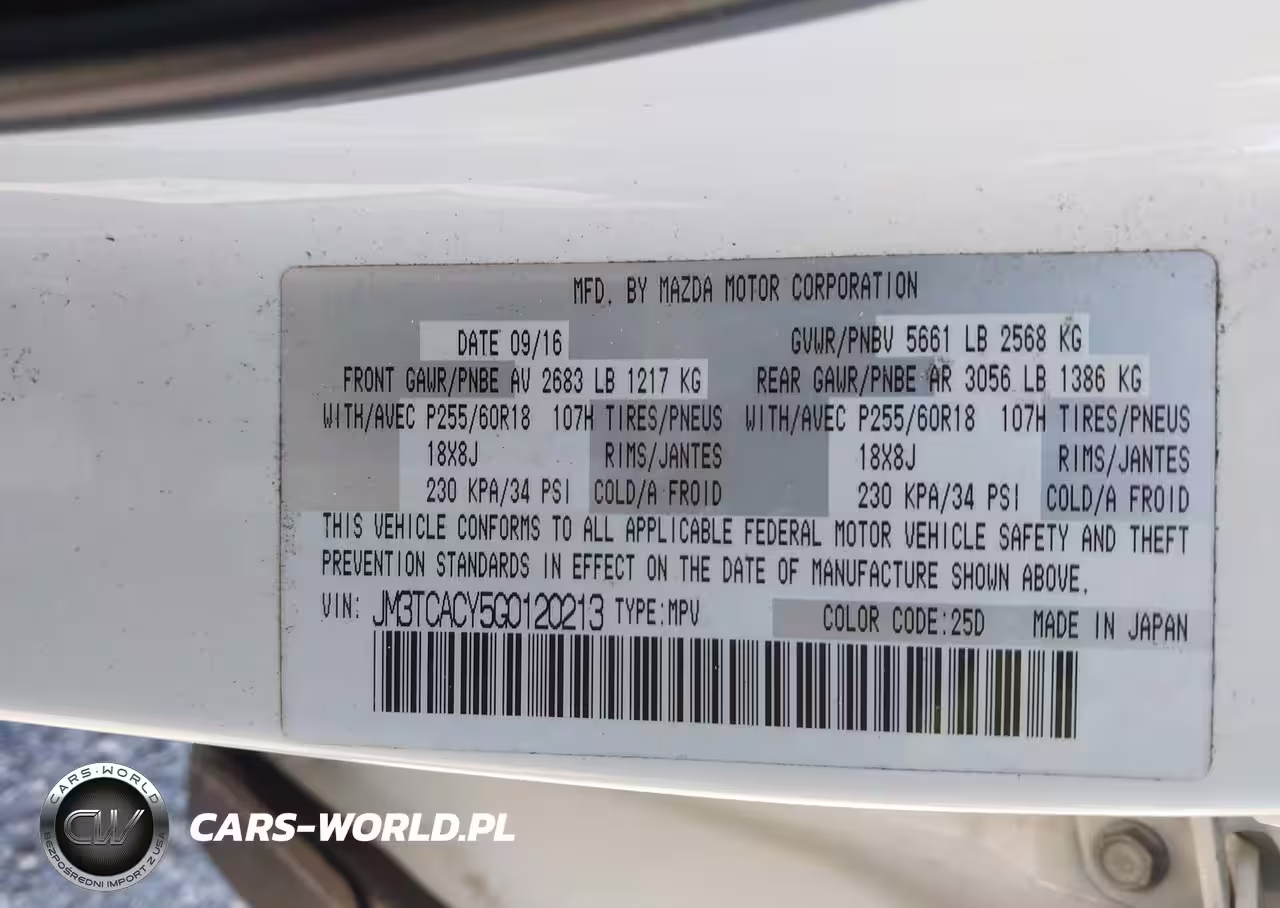 MFD. BY MAZDA MOTOR CORPORATION
DATE 09/16 GVWR/PNBV 5661 LB 2568 KG
FRONT GAWR/PNBE AV 2683 LB 1217 KG REAR GAWR/PNBE AR 3056 LB 1386 KG
WITH/AVEC P255/60R18 107H TIRES/PNEUS WITH/AVEC P255/60R18 107H TIRES/PNEUS
18X8J RIMS/JANTES 18X8J RIMS/JANTES
230 KPA/34 PSI COLD/A FROID 230 KPA/34 PSI COLD/A FROID
THIS VEHICLE CONFORMS TO ALL APPLICABLE FEDERAL MOTOR VEHICLE SAFETY AND THEFT
PREVENTION STANDARDS IN EFFECT ON THE DATE OF MANUFACTURE SHOWN ABOVE.
VIN: JM3TCACY5G0120213 TYPE:MPV COLOR CODE:25D MADE IN JAPAN
CARS-WORLD
CW
BEZPOŚREDNI IMPORT Z USA
CARS-WORLD.PL